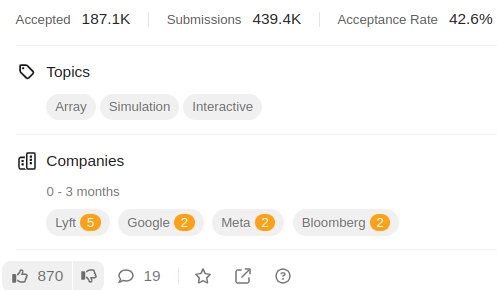 Accepted 187.1K Submissions 439.4K Acceptance Rate 42.6%
Topics
Array Simulation Interactive
Companies
0 - 3 months
Lyft 5 Google 2 Meta 2 Bloomberg 2
870 19